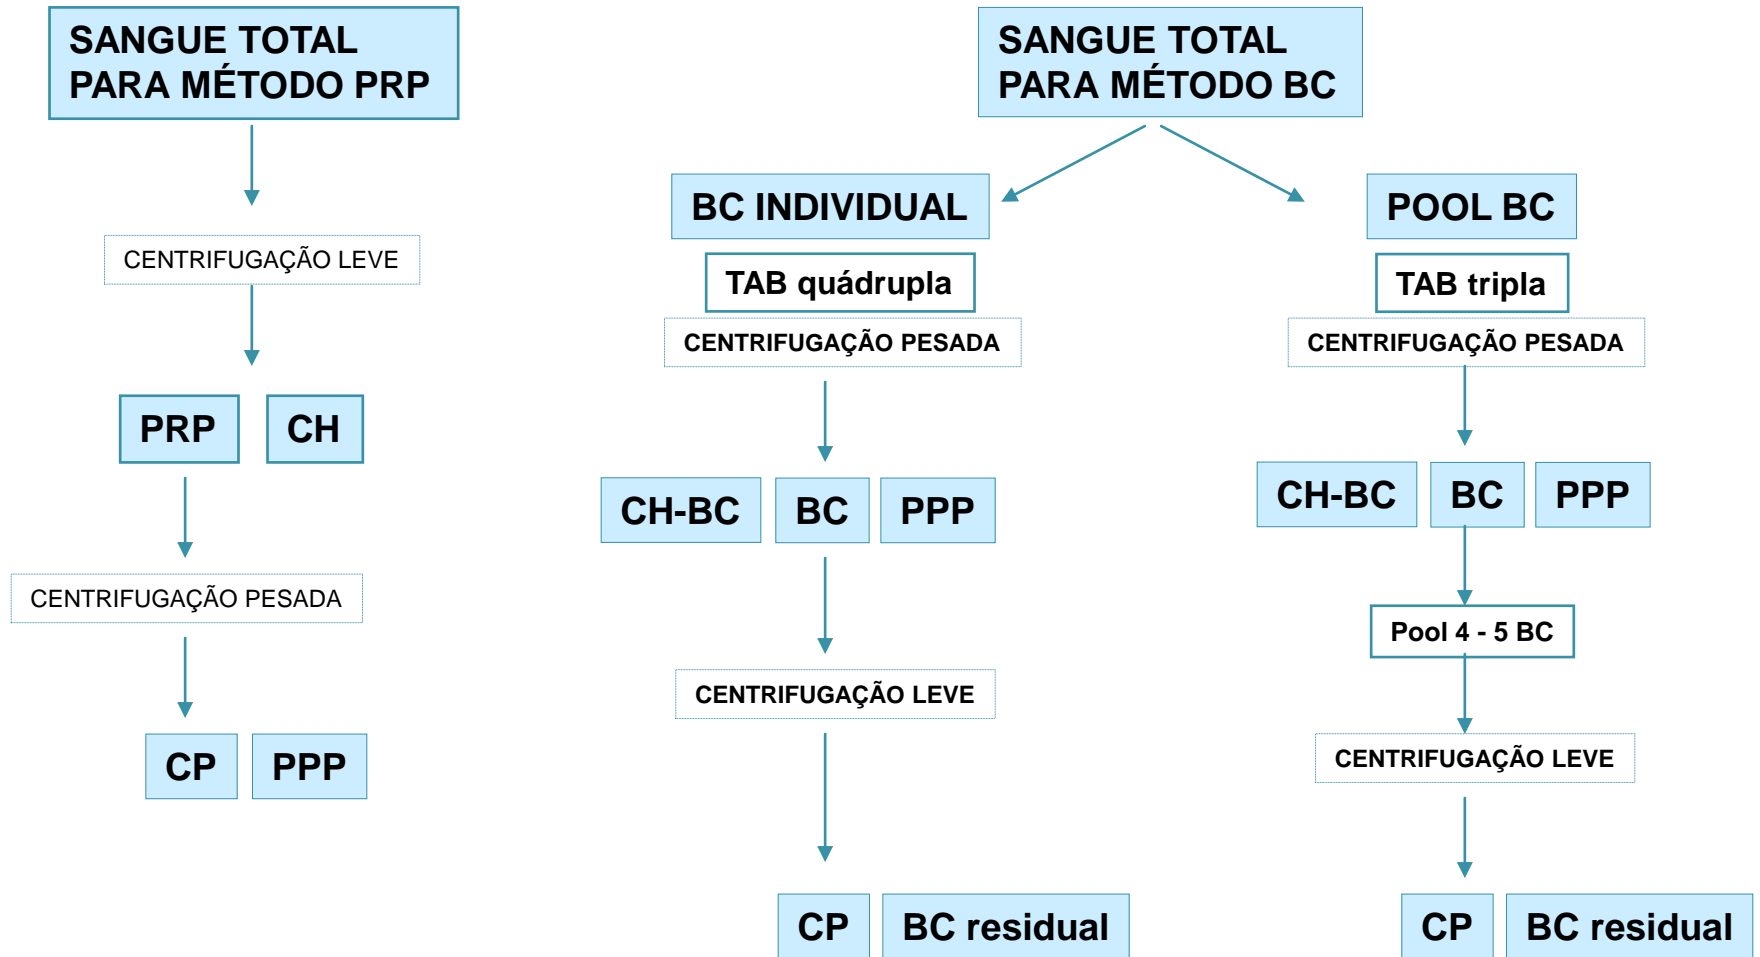 SANGUE TOTAL
PARA MÉTODO PRP
CENTRIFUGAÇÃO LEVE
PRP
CH
CENTRIFUGAÇÃO PESADA
CP
PPP
SANGUE TOTAL
PARA MÉTODO BC
BC INDIVIDUAL
TAB quádrupla
CENTRIFUGAÇÃO PESADA
CH-BC
BC
PPP
CENTRIFUGAÇÃO LEVE
CP
BC residual
POOL BC
TAB tripla
CENTRIFUGAÇÃO PESADA
CH-BC
BC
PPP
Pool 4 - 5 BC
CENTRIFUGAÇÃO LEVE
CP
BC residual